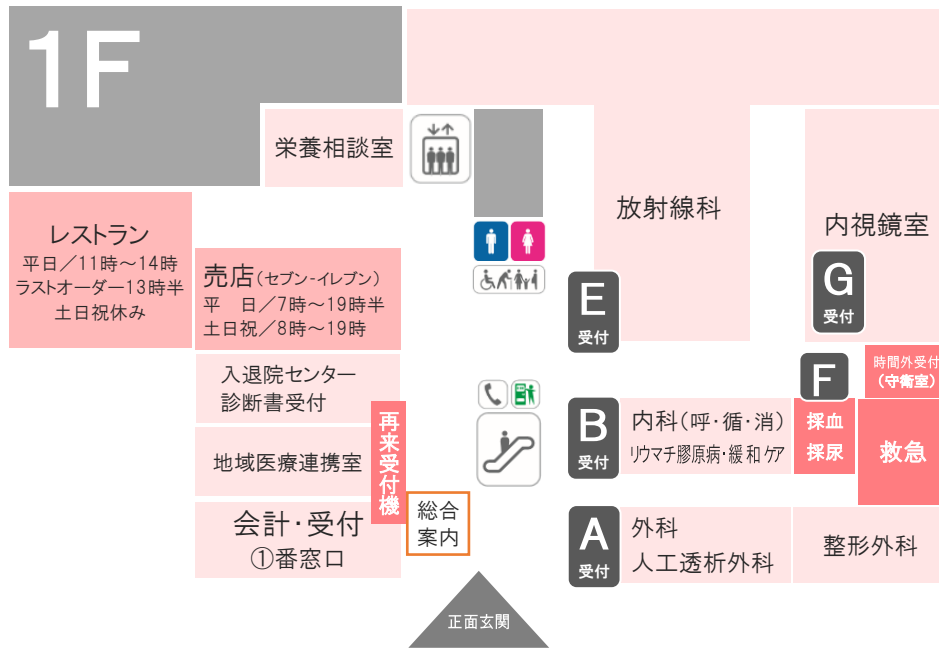 1F
栄養相談室
レストラン
平日／11時～14時
ラストオーダー13時半
土日祝休み
売店(セブン-イレブン)
平　日／7時～19時半
土日祝／8時～19時
入退院センター
診断書受付
地域医療連携室
再来受付機
会計・受付
①番窓口
総合
案内
正面玄関
放射線科
内視鏡室
E
受付
G
受付
時間外受付
(守衛室)
F
採血
採尿
救急
B
受付
内科(呼・循・消)
リウマチ膠原病・緩和ケア
A
受付
外科
人工透析外科
整形外科